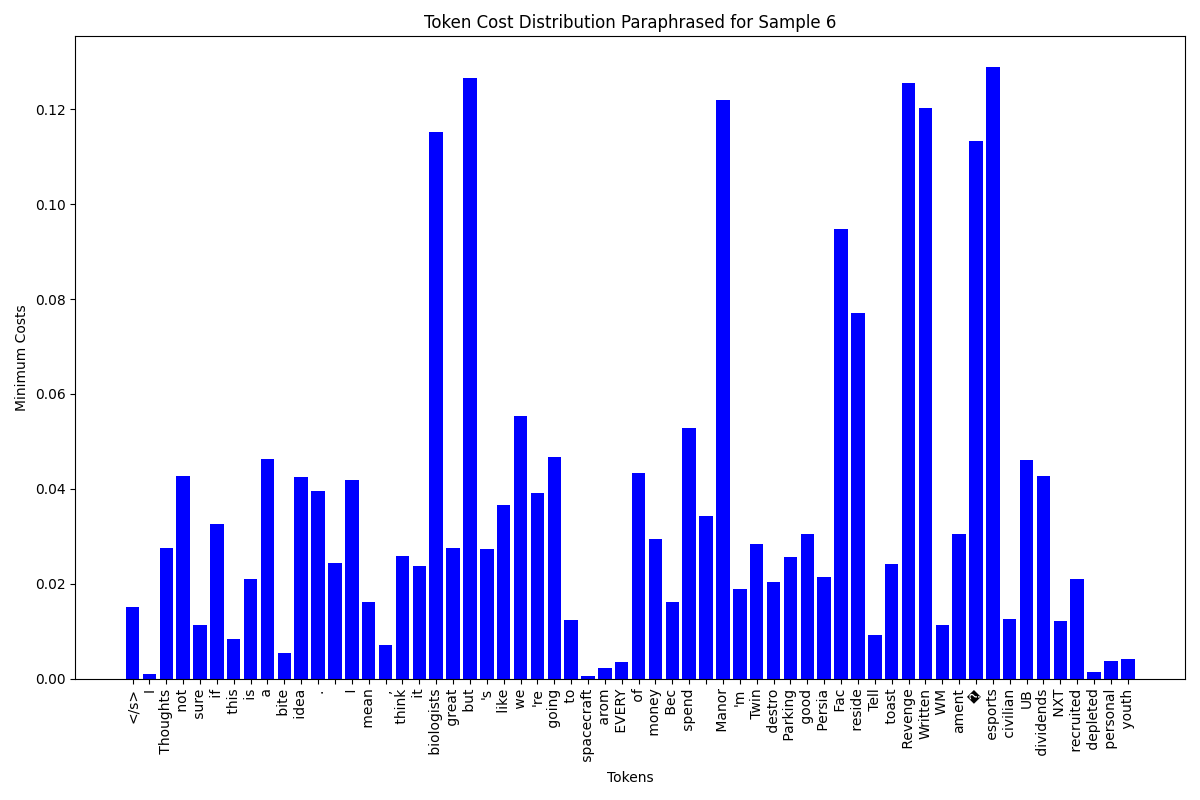 Token Cost Distribution Paraphrased for Sample 6
Minimum Costs
0.12
0.10
0.08
0.06
0.04
0.02
0.00
</s>
I
Thoughts
not
sure
if
this
is
a
bite
idea
.
I
mean
,
think
it
biologists
great
but
's
like
we
're
going
to
spacecraft
arom
EVERY
of
money
Bec
spend
Manor
'm
Twin
destro
Parking
good
Persia
Fac
reside
Tell
toast
Revenge
Written
WM
ament
�
esports
civilian
UB
dividends
NXT
recruited
depleted
personal
youth
Tokens